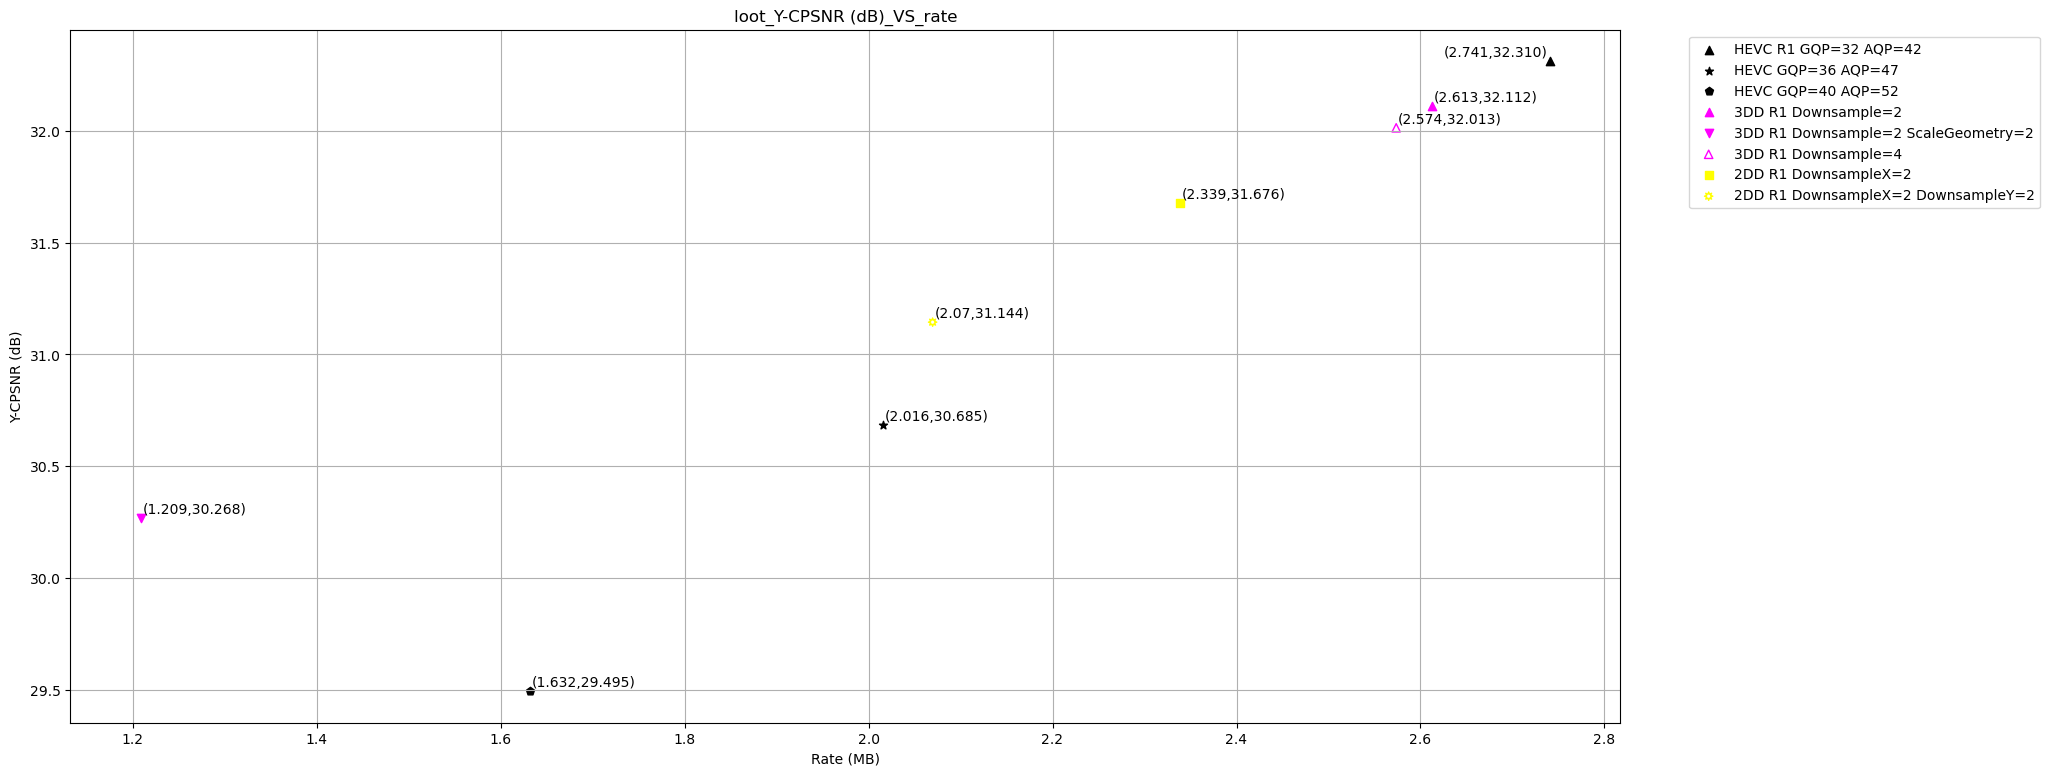 loot_Y-CPSNR (dB)_VS_rate
(2.741,32.310)
(2.613,32.112)
(2.574,32.013)
(2.339,31.676)
(2.07,31.144)
(2.016,30.685)
(1.209,30.268)
(1.632,29.495)
Y-CPSNR (dB)
32.0
31.5
31.0
30.5
30.0
29.5
1.2 1.4 1.6 1.8 2.0 2.2 2.4 2.6 2.8
Rate (MB)
HEVC R1 GQP=32 AQP=42
HEVC GQP=36 AQP=47
HEVC GQP=40 AQP=52
3DD R1 Downsample=2
3DD R1 Downsample=2 ScaleGeometry=2
3DD R1 Downsample=4
2DD R1 DownsampleX=2
2DD R1 DownsampleX=2 DownsampleY=2